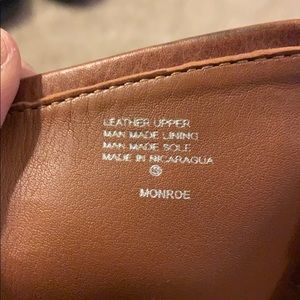 LEATHER UPPER
MAN MADE LINING
MAN MADE SOLE
MADE IN NICARAGUA
MONROE